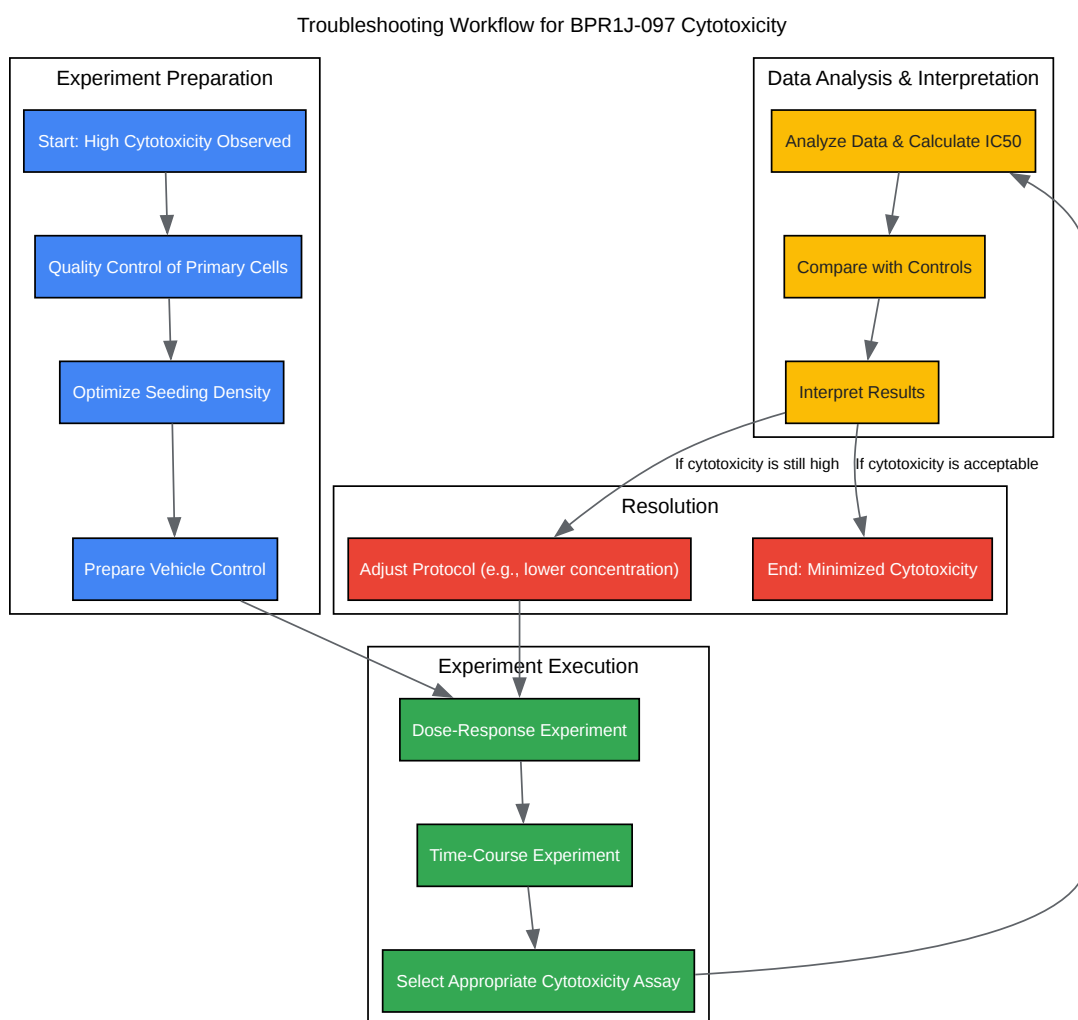 Troubleshooting Workflow for BPR1J-097 Cytotoxicity
Experiment Preparation
Start: High Cytotoxicity Observed
Quality Control of Primary Cells
Optimize Seeding Density
Prepare Vehicle Control
Data Analysis & Interpretation
Analyze Data & Calculate IC50
Compare with Controls
Interpret Results
If cytotoxicity is still high
If cytotoxicity is acceptable
Resolution
Adjust Protocol (e.g., lower concentration)
End: Minimized Cytotoxicity
Experiment Execution
Dose-Response Experiment
Time-Course Experiment
Select Appropriate Cytotoxicity Assay